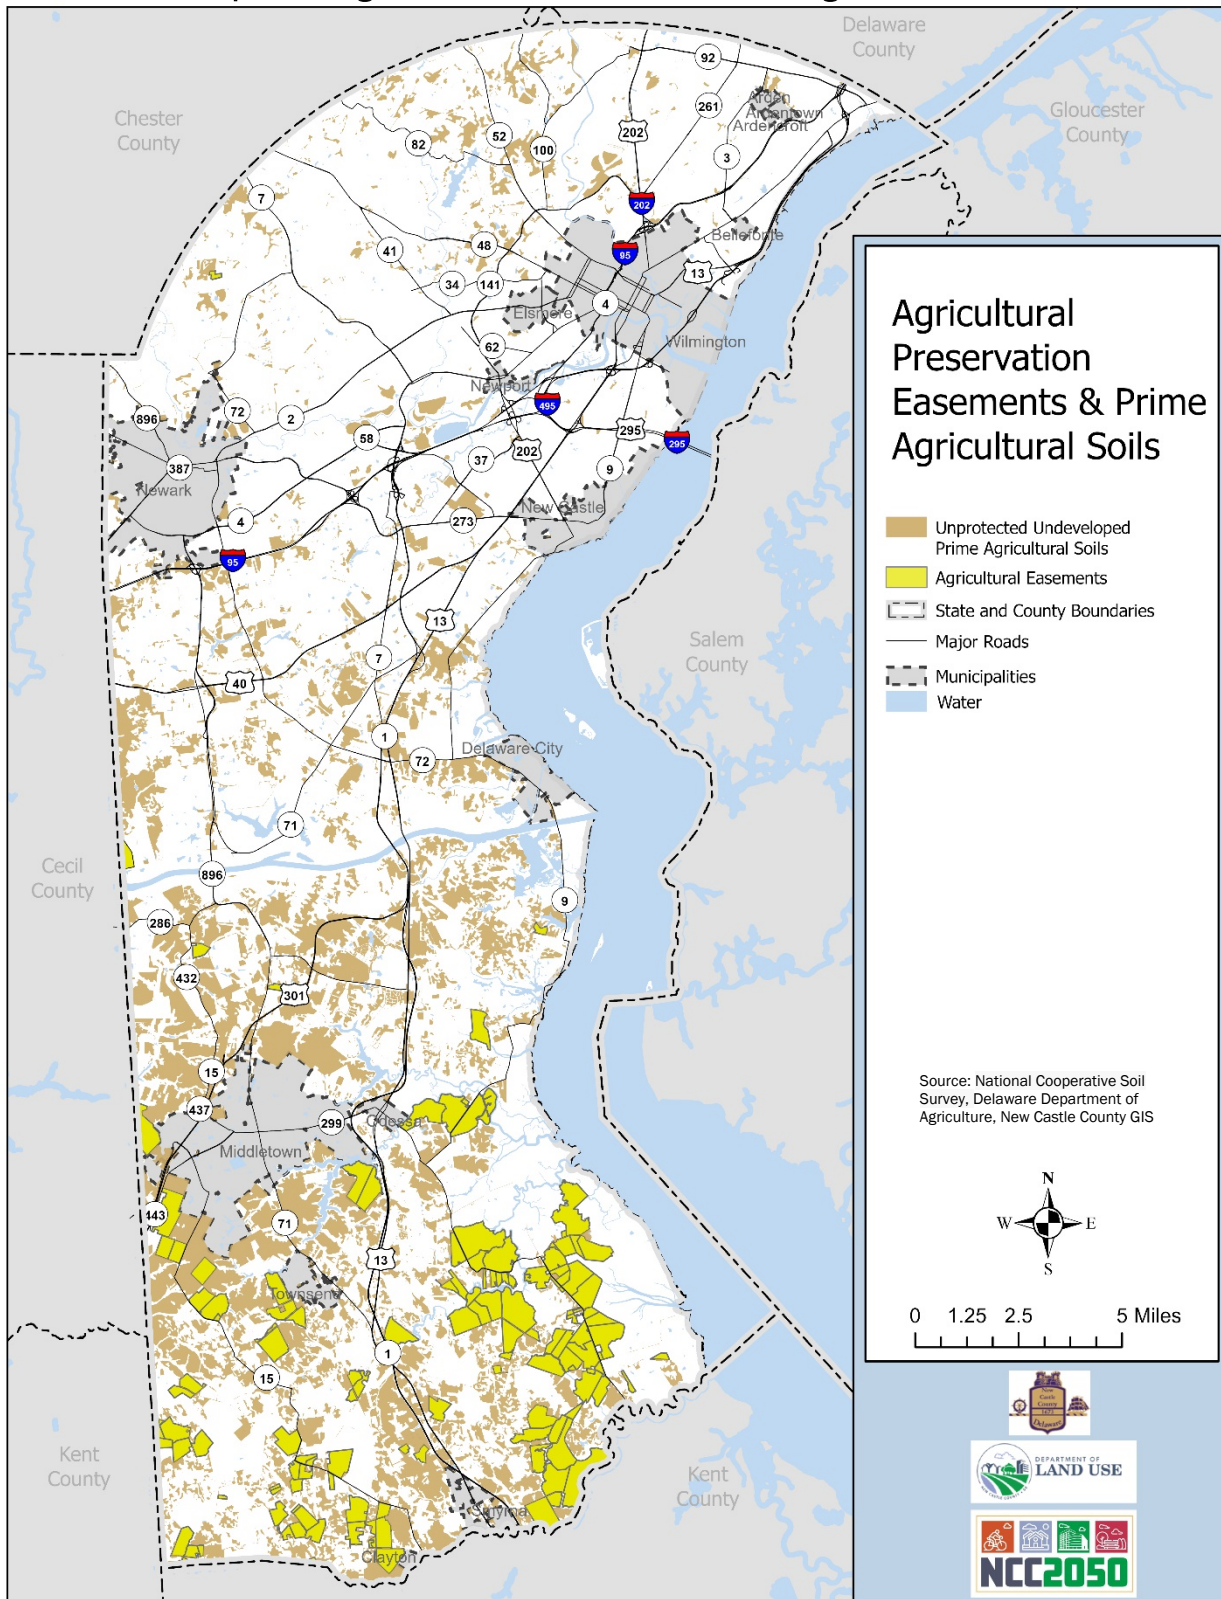 Delaware
County
Chester
County
Gloucester
County
92
Arden
Ardentown
Ardencroft
261
202
52
82
100
3
7
202
Bellefonte
41
48
95
13
34
141
4
Elsmere
Wilmington
62
Newport
896
72
2
495
58
295
295
202
37
9
387
Newark
New Castle
4
273
95
13
Salem
County
7
40
1
Delaware City
72
71
Cecil
County
896
9
286
432
301
15
437
299
Odessa
Middletown
443
71
13
Townsend
1
15
Kent
County
Kent
County
Smyrna
Clayton
Agricultural
Preservation
Easements & Prime
Agricultural Soils
Unprotected Undeveloped
Prime Agricultural Soils
Agricultural Easements
State and County Boundaries
Major Roads
Municipalities
Water
Source: National Cooperative Soil
Survey, Delaware Department of
Agriculture, New Castle County GIS
N
W E
S
0 1.25 2.5 5 Miles
New
Castle
County
Delaware
DEPARTMENT OF
LAND USE
NCC2050